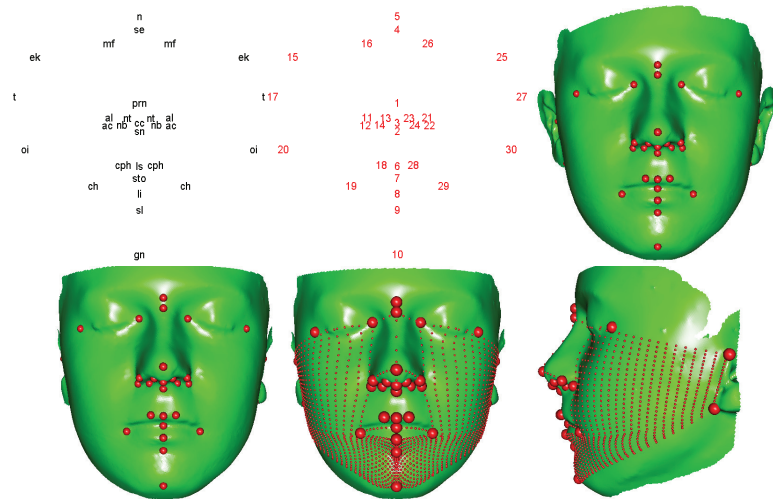 n
se
mf mf
ek ek
t t
prn
al nt nt al
ac nb cc nb ac
sn
oi oi
cph ls cph
sto
ch ch
li
sl
gn
5
4
16 26
15 25
17 27
1
11 13 23 21
12 14 3 24 22
2
20 30
18 6 28
7
19 29
8
9
10